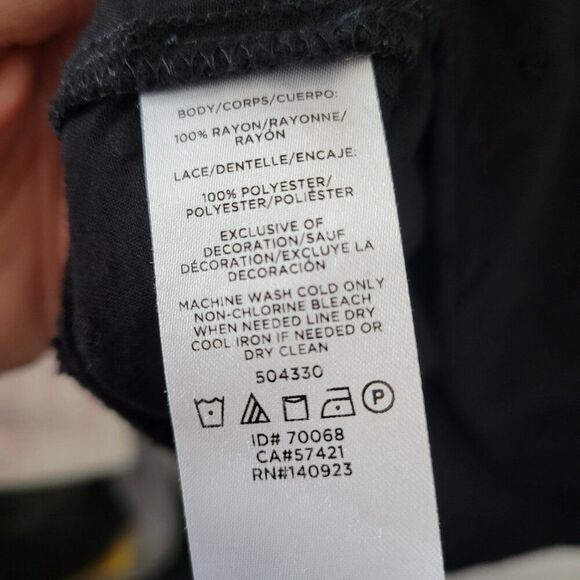 BODY/CORPS/CUERPO:
100% RAYON/RAYONNE/
RAYÓN
LACE/DENTELLE/ENCAJE:
100% POLYESTER/
POLYESTER/POLIÉSTER
EXCLUSIVE OF
DECORATION/SAUF
DÉCORATION/EXCLUYE LA
DECORACIÓN
MACHINE WASH COLD ONLY
NON-CHLORINE BLEACH
WHEN NEEDED LINE DRY
COOL IRON IF NEEDED OR
DRY CLEAN
504330
P
ID# 70068
CA#57421
RN#140923